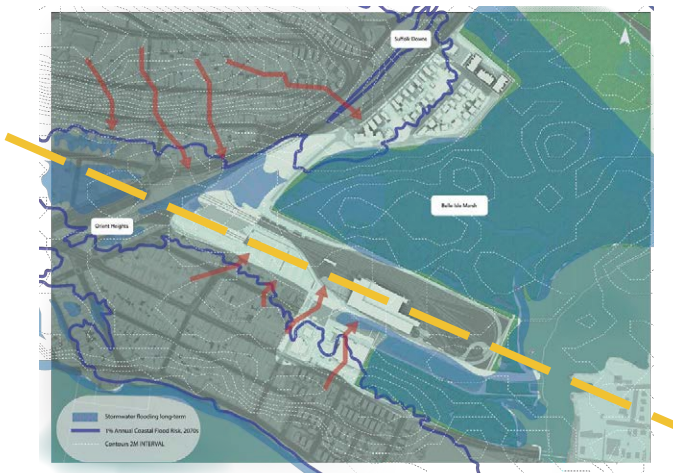 Suffolk Downs
Belle Isle Marsh
Orient Heights
Stormwater flooding long-term
1% Annual Coastal Flood Risk, 2070s
Contours 2M INTERVAL